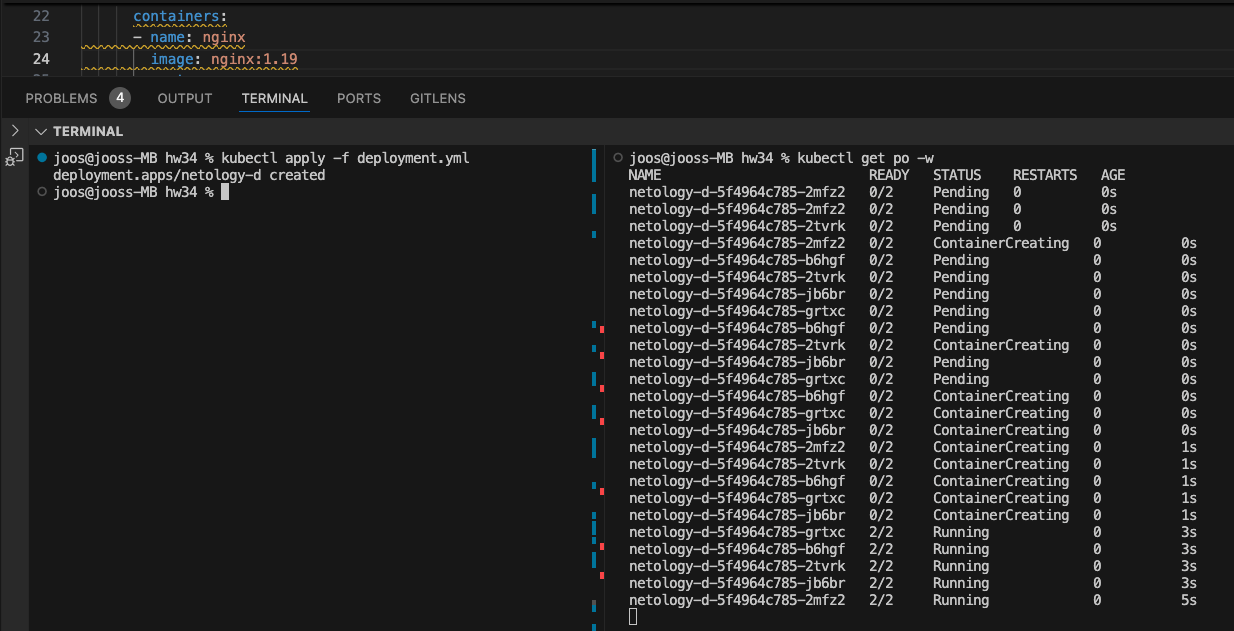 22 containers:
23 - name: nginx
24 image: nginx:1.19
PROBLEMS 4 OUTPUT TERMINAL PORTS GITLENS
TERMINAL
joos@jooss-MB hw34 % kubectl apply -f deployment.yml
deployment.apps/netology-d created
joos@jooss-MB hw34 %
joos@jooss-MB hw34 % kubectl get po -w
NAME READY STATUS RESTARTS AGE
netology-d-5f4964c785-2mfz2 0/2 Pending 0 0s
netology-d-5f4964c785-2mfz2 0/2 Pending 0 0s
netology-d-5f4964c785-2tvrk 0/2 Pending 0 0s
netology-d-5f4964c785-2mfz2 0/2 ContainerCreating 0 0s
netology-d-5f4964c785-b6hgf 0/2 Pending 0 0s
netology-d-5f4964c785-2tvrk 0/2 Pending 0 0s
netology-d-5f4964c785-jb6br 0/2 Pending 0 0s
netology-d-5f4964c785-grtxc 0/2 Pending 0 0s
netology-d-5f4964c785-b6hgf 0/2 Pending 0 0s
netology-d-5f4964c785-2tvrk 0/2 ContainerCreating 0 0s
netology-d-5f4964c785-jb6br 0/2 Pending 0 0s
netology-d-5f4964c785-grtxc 0/2 Pending 0 0s
netology-d-5f4964c785-b6hgf 0/2 ContainerCreating 0 0s
netology-d-5f4964c785-grtxc 0/2 ContainerCreating 0 0s
netology-d-5f4964c785-jb6br 0/2 ContainerCreating 0 0s
netology-d-5f4964c785-2mfz2 0/2 ContainerCreating 0 1s
netology-d-5f4964c785-2tvrk 0/2 ContainerCreating 0 1s
netology-d-5f4964c785-b6hgf 0/2 ContainerCreating 0 1s
netology-d-5f4964c785-grtxc 0/2 ContainerCreating 0 1s
netology-d-5f4964c785-jb6br 0/2 ContainerCreating 0 1s
netology-d-5f4964c785-grtxc 2/2 Running 0 3s
netology-d-5f4964c785-b6hgf 2/2 Running 0 3s
netology-d-5f4964c785-2tvrk 2/2 Running 0 3s
netology-d-5f4964c785-jb6br 2/2 Running 0 3s
netology-d-5f4964c785-2mfz2 2/2 Running 0 5s